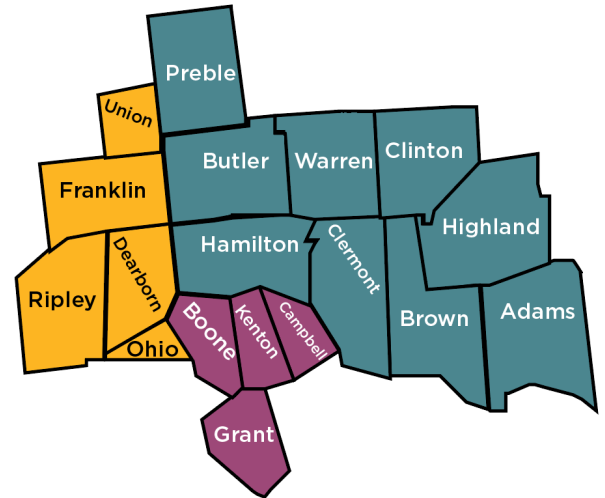 Preble
Union
Butler
Warren
Clinton
Franklin
Highland
Hamilton
Clermont
Dearborn
Ripley
Adams
Brown
Boone
Kenton
Campbell
Ohio
Grant